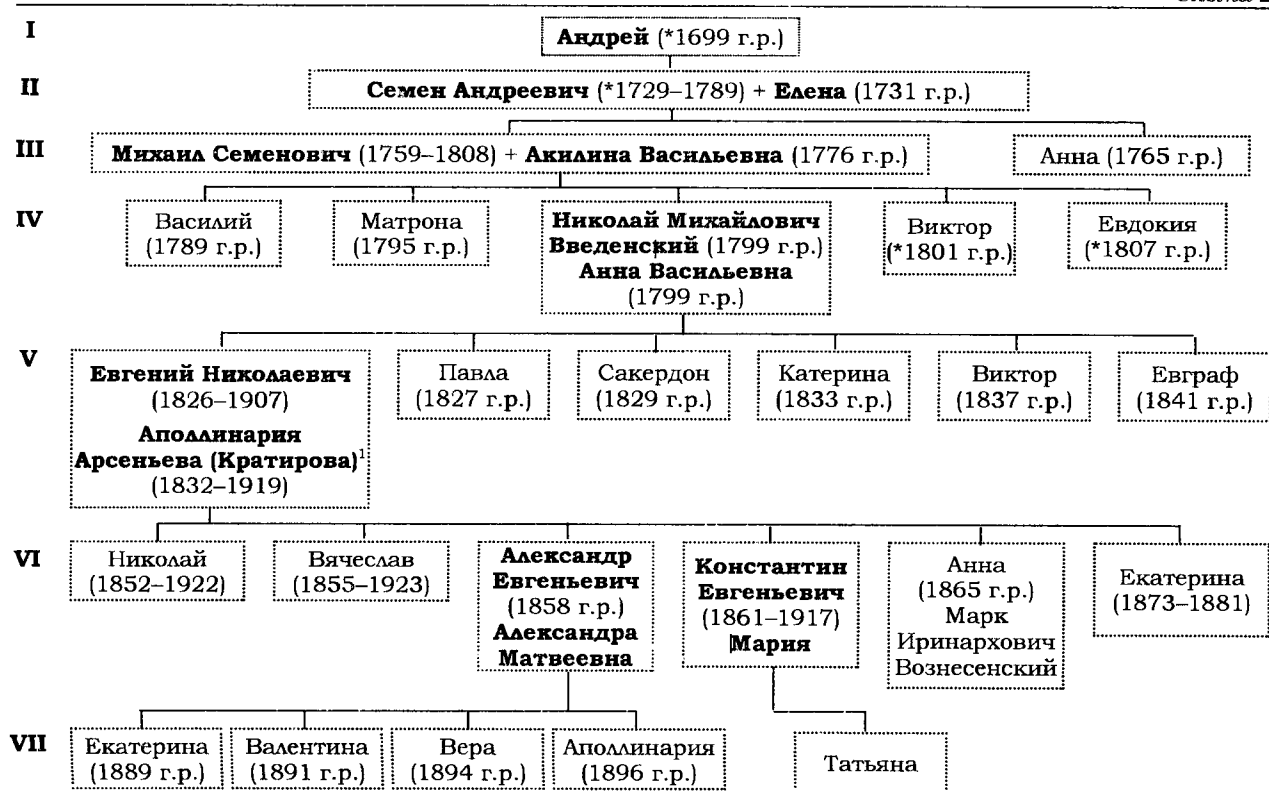 I
Андрей (*1699 г.р.)
II
Семен Андреевич (*1729–1789) + Елена (1731 г.р.)
III
Михаил Семенович (1759–1808) + Акилина Васильевна (1776 г.р.)
Анна (1765 г.р.)
IV
Василий
(1789 г.р.)
Матрона
(1795 г.р.)
Николай Михайлович
Введенский (1799 г.р.)
Анна Васильевна
(1799 г.р.)
Виктор
(*1801 г.р.)
Евдокия
(*1807 г.р.)
V
Евгений Николаевич
(1826–1907)
Аполлинария
Арсеньева (Кратирова)¹
(1832–1919)
Павла
(1827 г.р.)
Сакердон
(1829 г.р.)
Катерина
(1833 г.р.)
Виктор
(1837 г.р.)
Евграф
(1841 г.р.)
VI
Николай
(1852–1922)
Вячеслав
(1855–1923)
Александр
Евгеньевич
(1858 г.р.)
Александра
Матвеевна
Константин
Евгеньевич
(1861–1917)
Мария
Анна
(1865 г.р.)
Марк
Иринархович
Вознесенский
Екатерина
(1873–1881)
VII
Екатерина
(1889 г.р.)
Валентина
(1891 г.р.)
Вера
(1894 г.р.)
Аполлинария
(1896 г.р.)
Татьяна